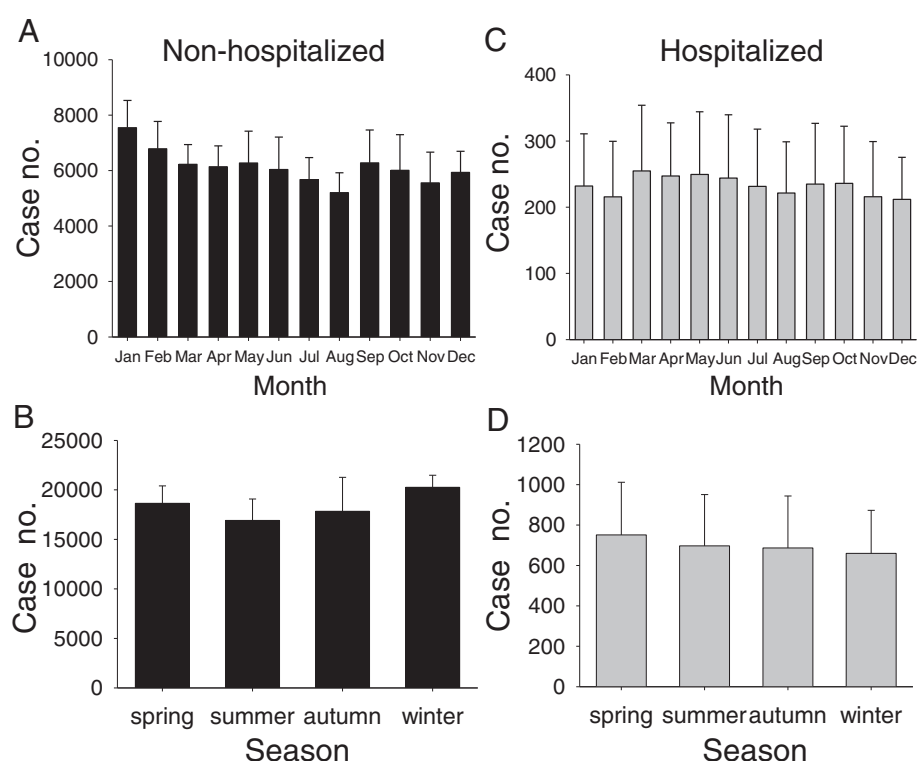 A
Non-hospitalized
Case no.
10000
8000
6000
4000
2000
0
Jan Feb Mar Apr May Jun Jul Aug Sep Oct Nov Dec
Month
C
Hospitalized
Case no.
400
300
200
100
0
Jan Feb Mar Apr May Jun Jul Aug Sep Oct Nov Dec
Month
B
Case no.
25000
20000
15000
10000
5000
0
spring summer autumn winter
Season
D
Case no.
1200
1000
800
600
400
200
0
spring summer autumn winter
Season